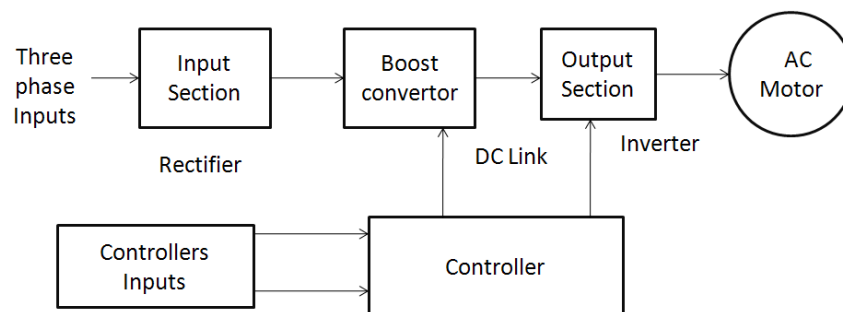 Three
phase
Inputs
Input
Section
Boost
convertor
Output
Section
AC
Motor
Rectifier
DC Link
Inverter
Controllers
Inputs
Controller